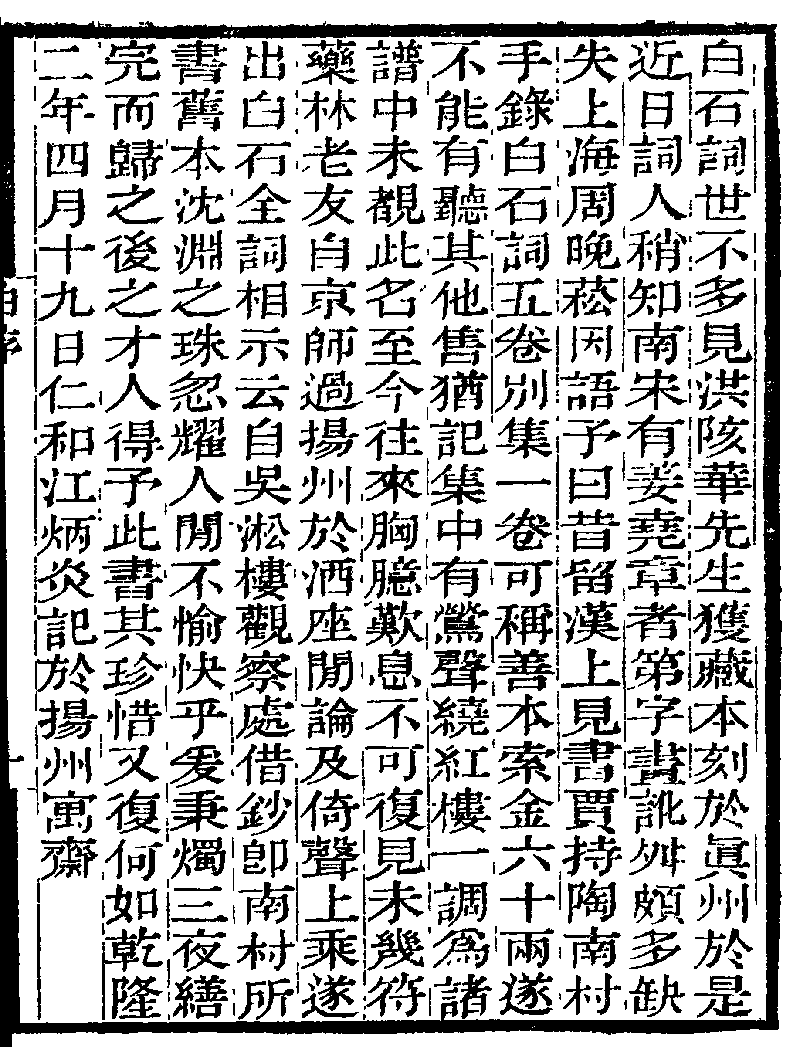 白石詞世不多見洪陔華先生獲藏本刻於眞州於是
近日詞人稍知南宋有姜堯章者第字畫訛舛頗多缺
失上海周晚菘因語予曰昔留漢上見書賈持陶南村
手錄白石詞五卷別集一卷可稱善本索金六十兩遂
不能有聽其他售猶記集中有鶯聲繞紅樓一調爲諸
譜中未覩此名至今往來胸臆歎息不可復見未幾符
藥林老友自京師過揚州於酒座閒論及倚聲上乘遂
出白石全詞相示云自吳淞樓觀察處借鈔卽南村所
書舊本沈淵之珠忽耀人閒不愉快乎爰秉燭三夜繕
完而歸之後之才人得予此書其珍惜又復何如乾隆
二年四月十九日仁和江炳炎記於揚州寓齋